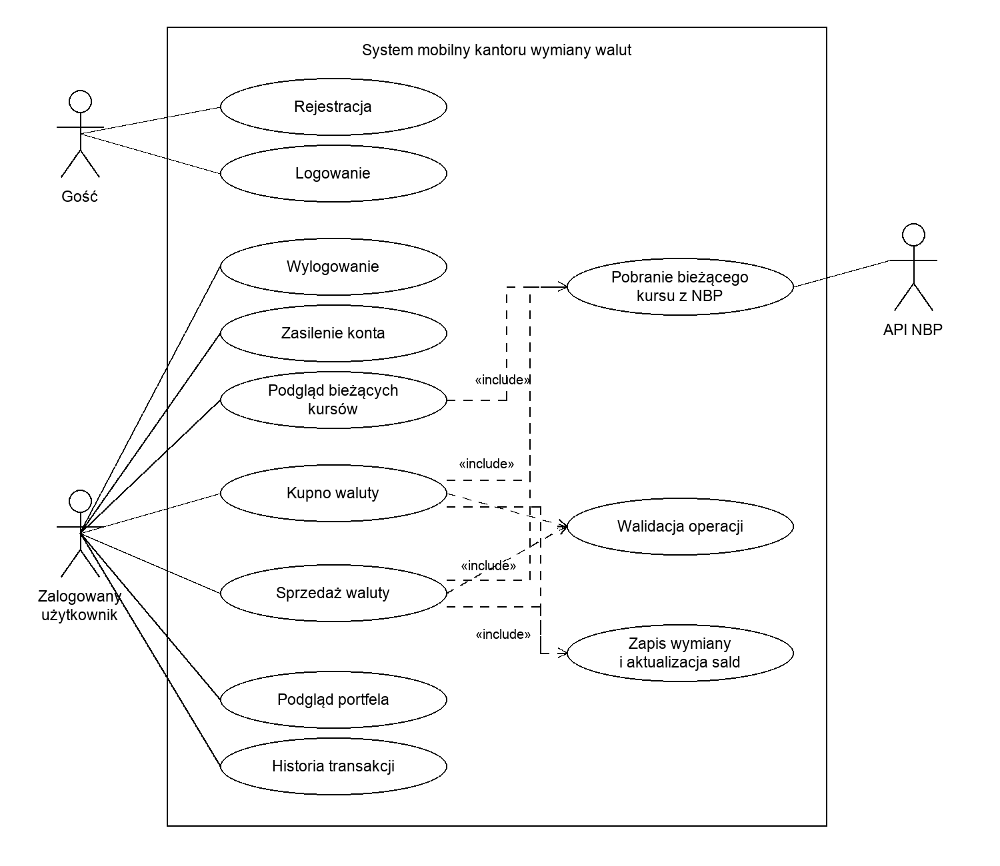 System mobilny kantoru wymiany walut
Rejestracja
Logowanie
Gość
Wylogowanie
Pobranie bieżącego
kursu z NBP
API NBP
Zasilenie konta
«include»
Podgląd bieżących
kursów
«include»
Kupno waluty
Walidacja operacji
«include»
Sprzedaż waluty
Zalogowany
użytkownik
«include»
Zapis wymiany
i aktualizacja sald
Podgląd portfela
Historia transakcji